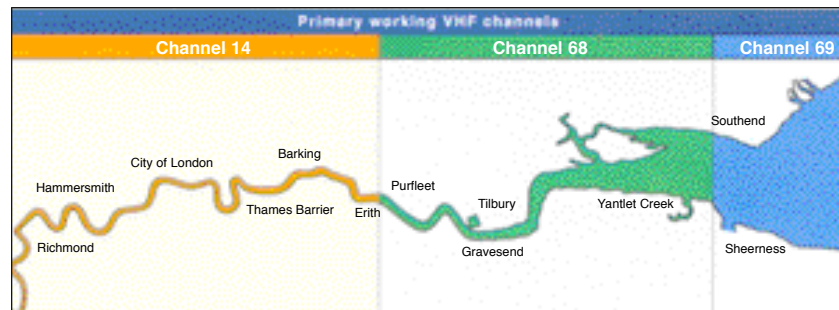 Primary working VHF channels
Channel 14 Channel 68 Channel 69
Southend
City of London Barking
Hammersmith Purfleet
Tilbury
Thames Barrier Erith Yantlet Creek
Richmond Gravesend Sheerness